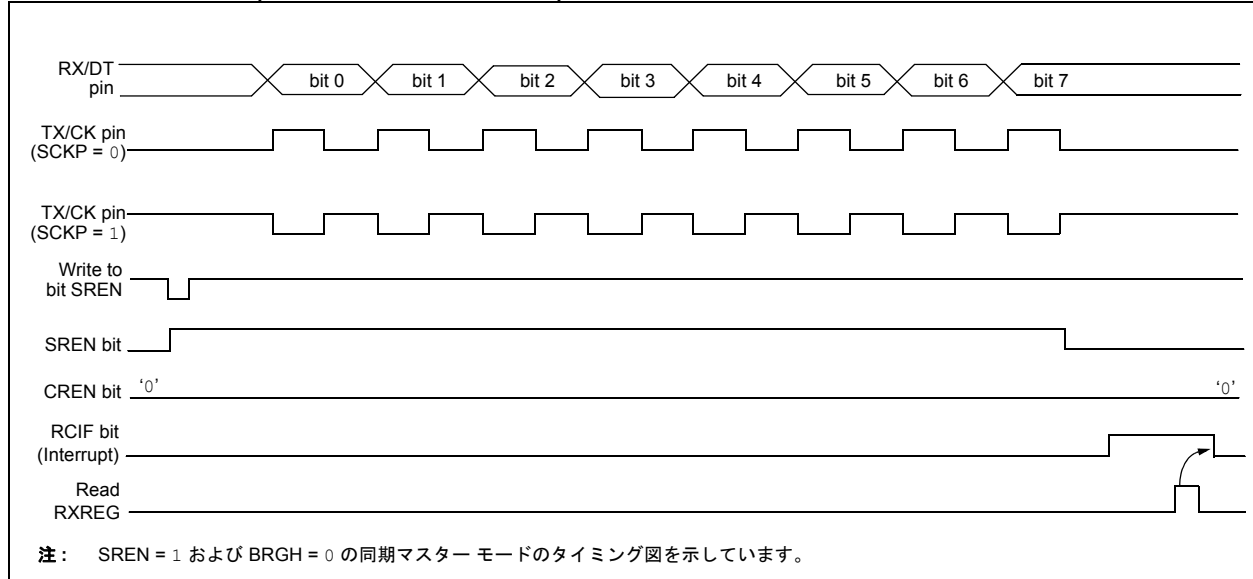 RX/DT
pin
bit 0 bit 1 bit 2 bit 3 bit 4 bit 5 bit 6 bit 7
TX/CK pin
(SCKP = 0)
TX/CK pin
(SCKP = 1)
Write to
bit SREN
SREN bit
CREN bit ‘0’ ‘0’
RCIF bit
(Interrupt)
Read
RXREG
注： SREN = 1 および BRGH = 0 の同期マスター モードのタイミング図を示しています。